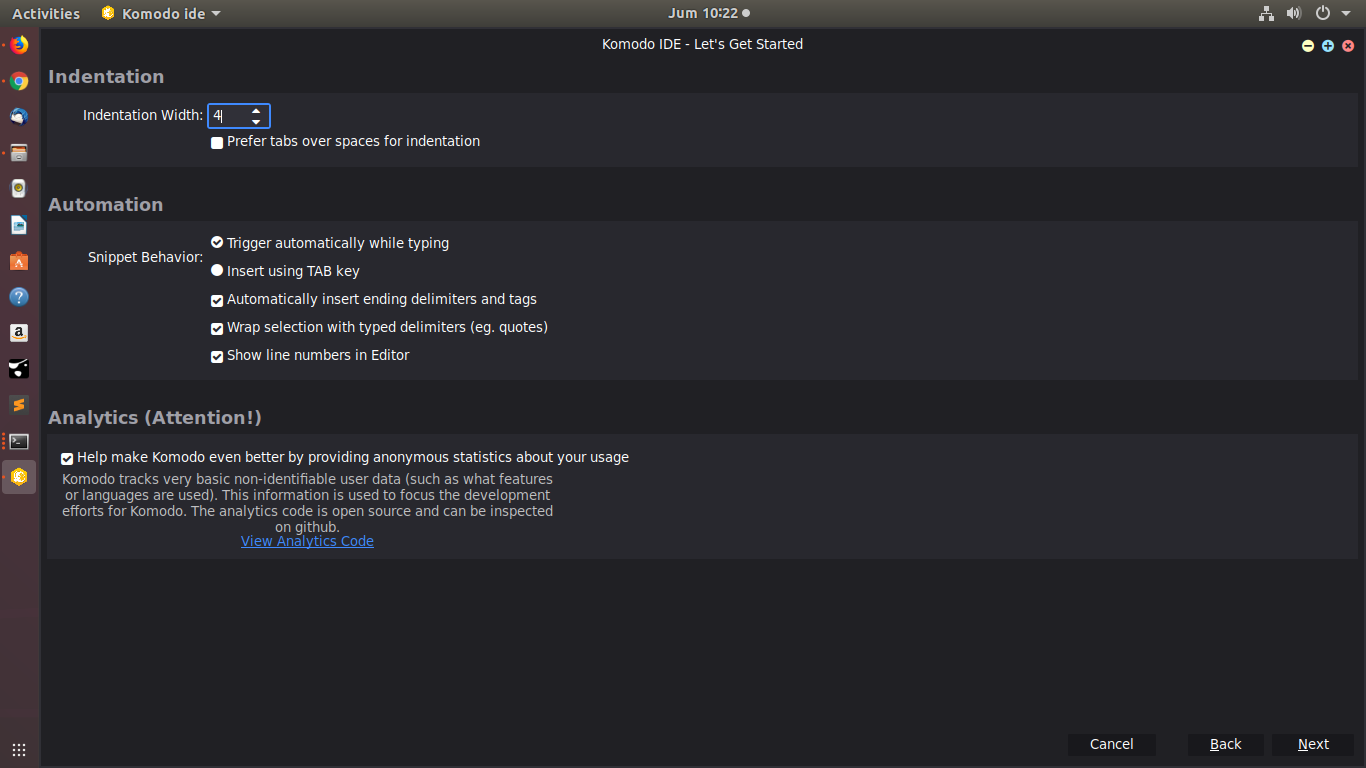 Activities Komodo ide Jum 10:22
Komodo IDE - Let's Get Started
Indentation
Indentation Width: 4
Prefer tabs over spaces for indentation
Automation
Snippet Behavior:
Trigger automatically while typing
Insert using TAB key
Automatically insert ending delimiters and tags
Wrap selection with typed delimiters (eg. quotes)
Show line numbers in Editor
Analytics (Attention!)
Help make Komodo even better by providing anonymous statistics about your usage
Komodo tracks very basic non-identifiable user data (such as what features
or languages are used). This information is used to focus the development
efforts for Komodo. The analytics code is open source and can be inspected
on github.
View Analytics Code
Cancel Back Next